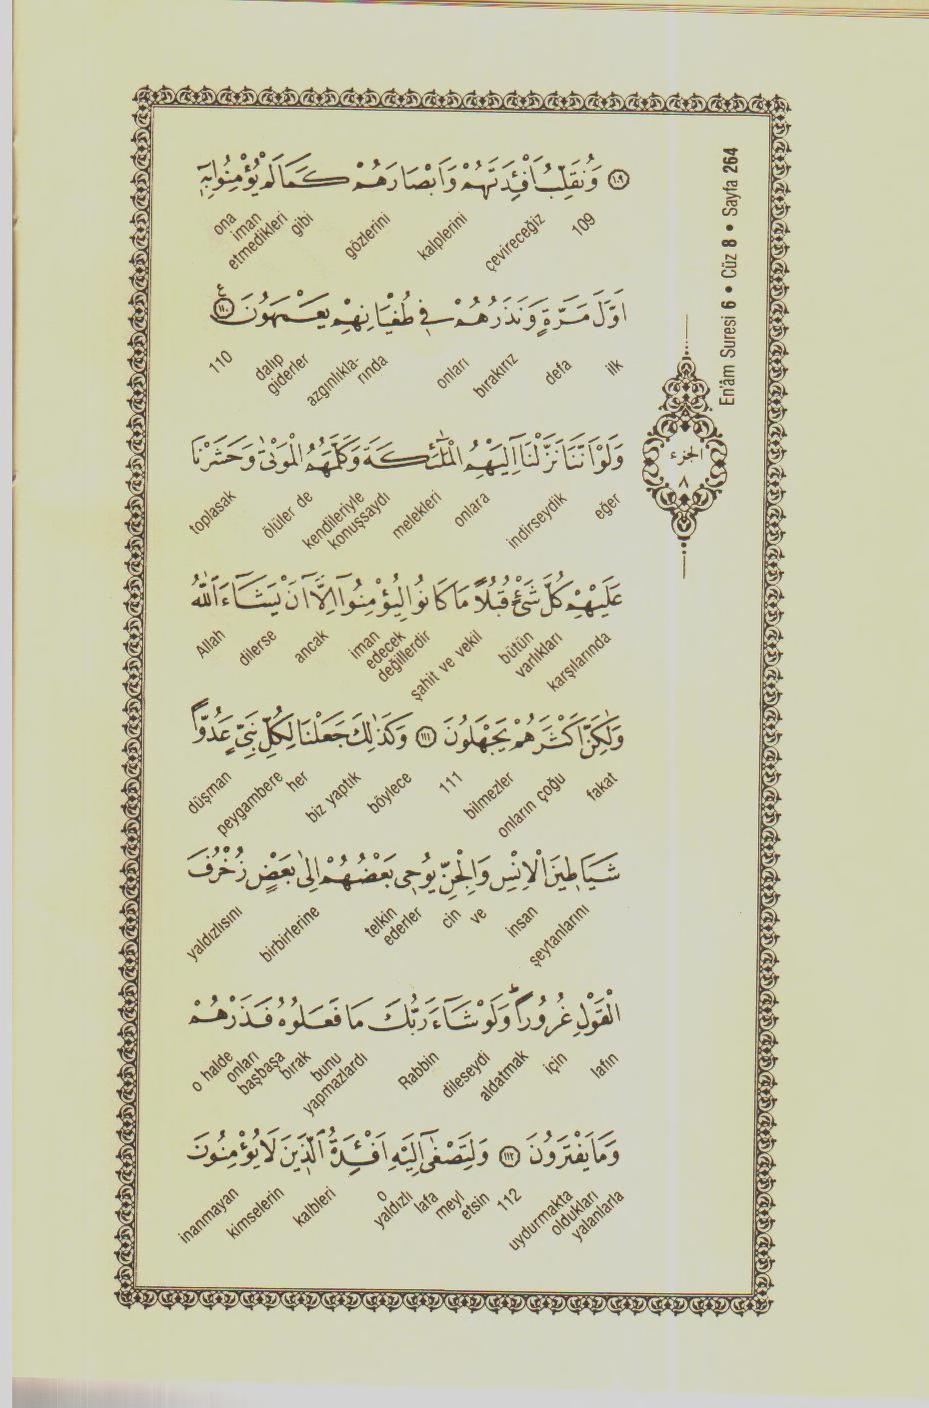 En'âm Suresi 6 • Cüz 8 • Sayfa 264
الجزء
٨
﴿١٠٩﴾ وَنُقَلِّبُ اَفْـِٔدَتَهُمْ وَاَبْصَارَهُمْ كَمَا لَمْ يُؤْمِنُوا بِه۪ٓ
109 çevireceğiz kalplerini gözlerini gibi iman etmedikleri ona
اَوَّلَ مَرَّةٍ وَنَذَرُهُمْ ف۪ي طُغْيَانِهِمْ يَعْمَهُونَ ﴿١١٠﴾ ع
ilk defa bırakırız onları azgınlıkla- rında dalıp giderler 110
وَلَوْ اَنَّنَا نَزَّلْنَٓا اِلَيْهِمُ الْمَلٰٓئِكَةَ وَكَلَّمَهُمُ الْمَوْتٰى وَحَشَرْنَا
eğer indirseydik onlara melekleri kendileriyle konuşsaydı ölüler de toplasak
عَلَيْهِمْ كُلَّ شَيْءٍ قُبُلًا مَا كَانُوا لِيُؤْمِنُٓوا اِلَّٓا اَنْ يَشَٓاءَ اللّٰهُ
karşılarında bütün varlıkları şahit ve vekil iman edecek değillerdir ancak dilerse Allah
وَلٰكِنَّ اَكْثَرَهُمْ يَجْهَلُونَ ﴿١١١﴾ وَكَذٰلِكَ جَعَلْنَا لِكُلِّ نَبِيٍّ عَدُوًّا
fakat onların çoğu bilmezler 111 böylece biz yaptık her peygambere düşman
شَيَاط۪ينَ الْاِنْسِ وَالْجِنِّ يُوح۪ي بَعْضُهُمْ اِلٰى بَعْضٍ زُخْرُفَ
şeytanlarını insan ve cin telkin ederler birbirlerine yaldızlısını
الْقَوْلِ غُرُورًاۜ وَلَوْ شَٓاءَ رَبُّكَ مَا فَعَلُوهُ فَذَرْهُمْ
lafın için aldatmak dileseydi Rabbin bunu yapmazlardı bırak başbaşa onları o halde
وَمَا يَفْتَرُونَ ﴿١١٢﴾ وَلِتَصْغٰٓى اِلَيْهِ اَفْـِٔدَةُ الَّذ۪ينَ لَا يُؤْمِنُونَ
uydurmakta oldukları yalanlarla 112 meyl etsin o yaldızlı lafa kalbleri kimselerin inanmayan